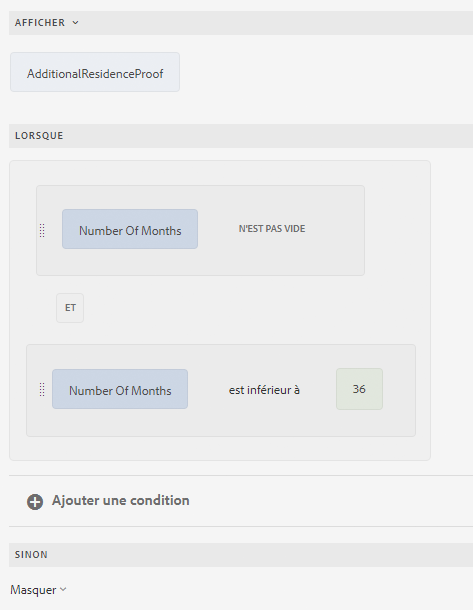 AFFICHER
AdditionalResidenceProof
LORSQUE
Number Of Months N'EST PAS VIDE
ET
Number Of Months est inférieur à 36
Ajouter une condition
SINON
Masquer